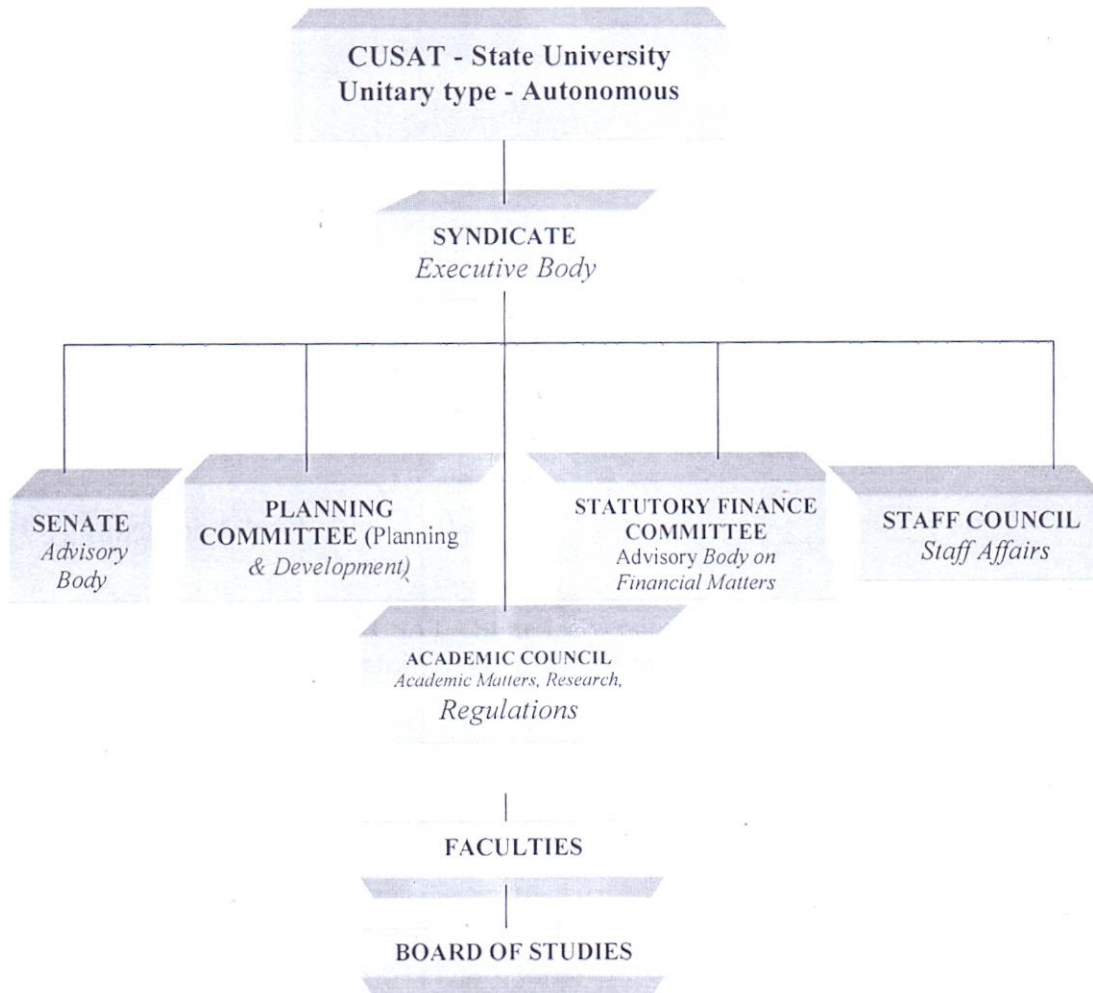 CUSAT - State University
Unitary type - Autonomous
SYNDICATE
Executive Body
SENATE
Advisory
Body
PLANNING
COMMITTEE (Planning
& Development)
STATUTORY FINANCE
COMMITTEE
Advisory Body on
Financial Matters
STAFF COUNCIL
Staff Affairs
ACADEMIC COUNCIL
Academic Matters, Research,
Regulations
FACULTIES
BOARD OF STUDIES